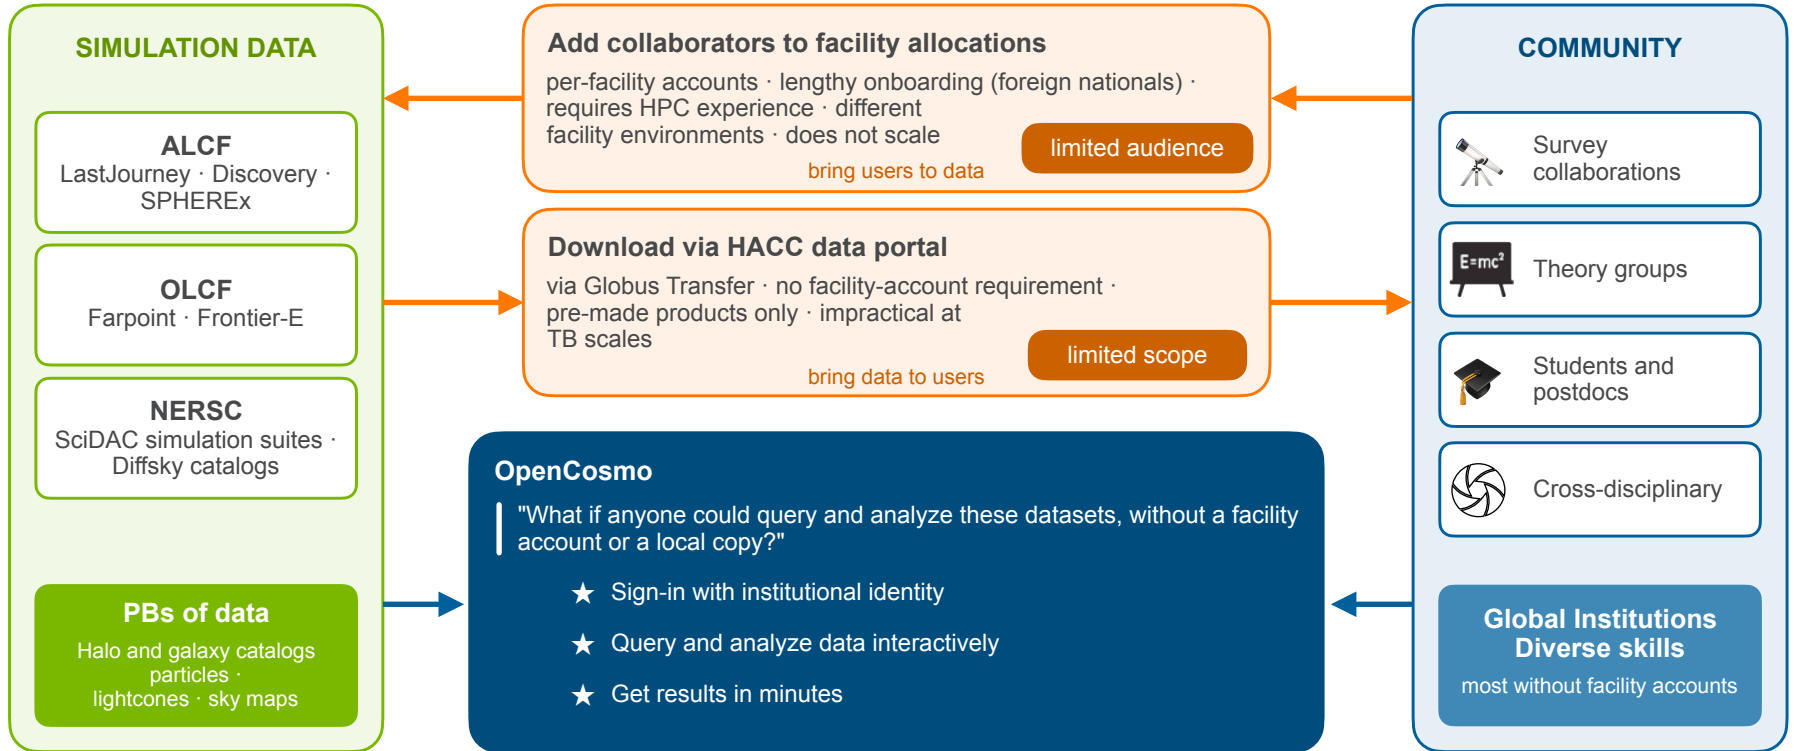 SIMULATION DATA
ALCF
LastJourney · Discovery ·
SPHEREx
OLCF
Farpoint · Frontier-E
NERSC
SciDAC simulation suites ·
Diffsky catalogs
PBs of data
Halo and galaxy catalogs
particles ·
lightcones · sky maps
Add collaborators to facility allocations
per-facility accounts · lengthy onboarding (foreign nationals) ·
requires HPC experience · different
facility environments · does not scale
limited audience
bring users to data
Download via HACC data portal
via Globus Transfer · no facility-account requirement ·
pre-made products only · impractical at
TB scales
limited scope
bring data to users
OpenCosmo
"What if anyone could query and analyze these datasets, without a facility
account or a local copy?"
★ Sign-in with institutional identity
★ Query and analyze data interactively
★ Get results in minutes
COMMUNITY
Survey
collaborations
E=mc²
Theory groups
Students and
postdocs
Cross-disciplinary
Global Institutions
Diverse skills
most without facility accounts